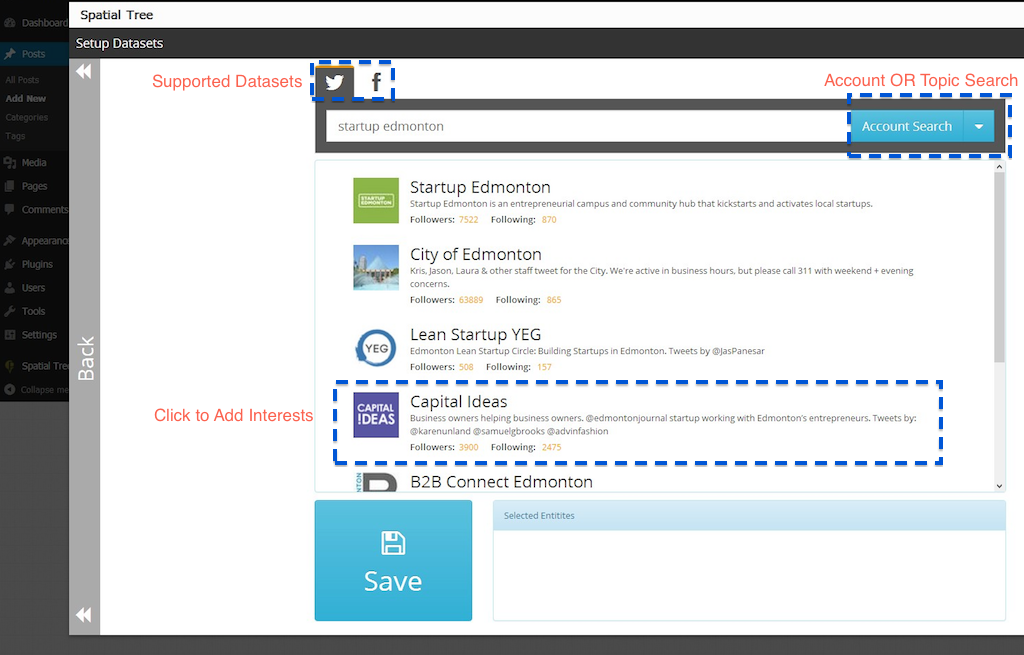 Spatial Tree
Setup Datasets
Dashboard
Posts
All Posts
Add New
Categories
Tags
Media
Pages
Comments
Appearanc
Plugins
Users
Tools
Settings
Spatial Tre
Collapse me
Back
Supported Datasets
f
Account OR Topic Search
startup edmonton
Account Search
STARTUP
EDMONTON
Startup Edmonton
Startup Edmonton is an entrepreneurial campus and community hub that kickstarts and activates local startups.
Followers: 7522 Following: 870
City of Edmonton
Kris, Jason, Laura & other staff tweet for the City. We're active in business hours, but please call 311 with weekend + evening
concerns.
Followers: 63889 Following: 865
YEG
Lean Startup YEG
Edmonton Lean Startup Circle: Building Startups in Edmonton. Tweets by @JasPanesar
Followers: 508 Following: 157
Click to Add Interests
CAPITAL
!DEAS
Capital Ideas
Business owners helping business owners. @edmontonjournal startup working with Edmonton's entrepreneurs. Tweets by:
@karenunland @samuelgbrooks @advinfashion
Followers: 3900 Following: 2475
B2B Connect Edmonton
Save
Selected Entitites